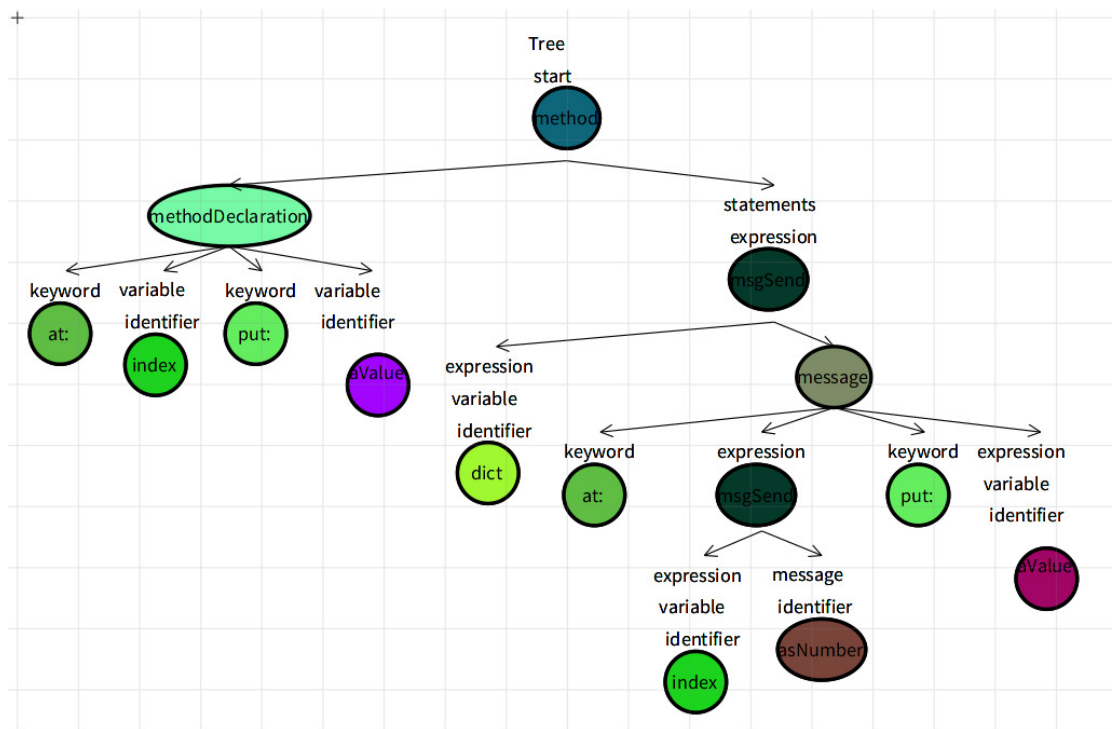 Tree
start
method
methodDeclaration
statements
expression
msgSend
keyword
at:
variable
identifier
index
keyword
put:
variable
identifier
aValue
expression
variable
identifier
dict
message
keyword
at:
expression
msgSend
keyword
put:
expression
variable
identifier
aValue
expression
variable
identifier
index
message
identifier
asNumber